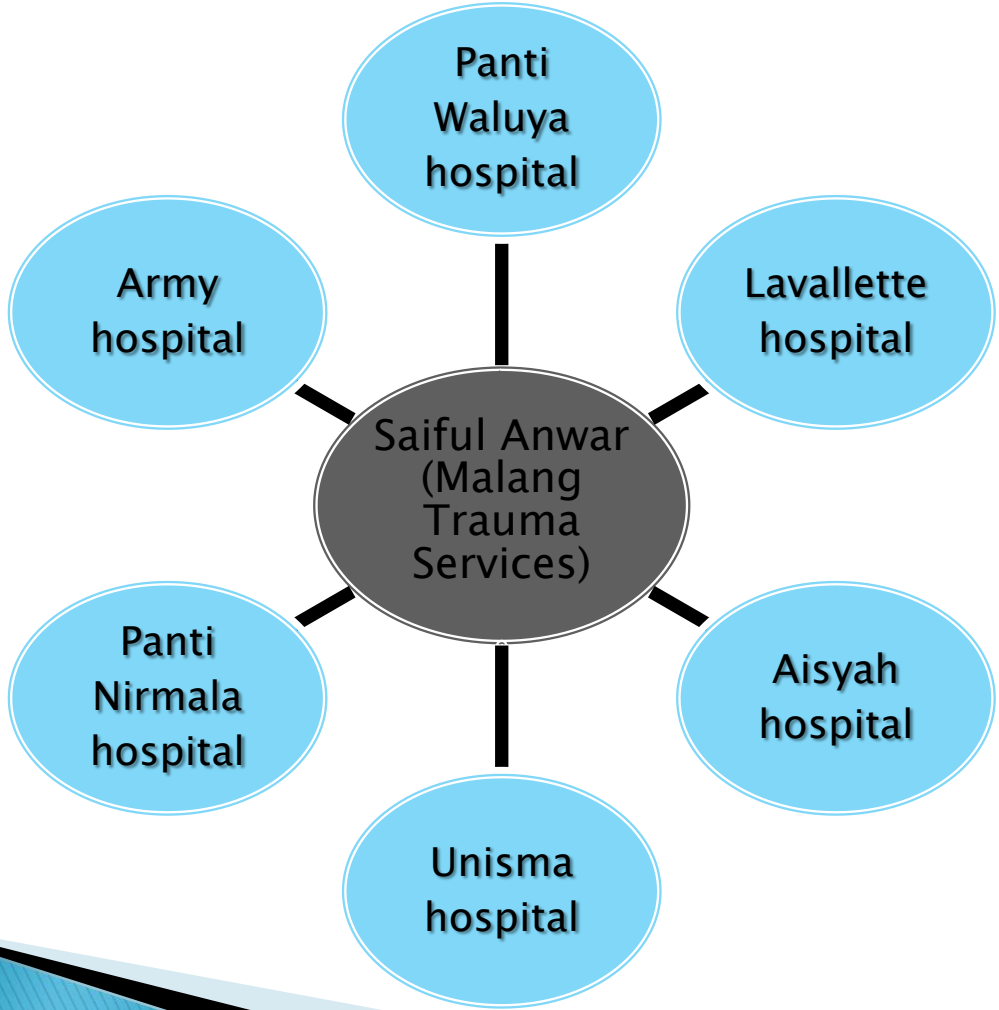 Panti
Waluya
hospital
Army
hospital
Lavallette
hospital
Saiful Anwar
(Malang
Trauma
Services)
Panti
Nirmala
hospital
Aisyah
hospital
Unisma
hospital